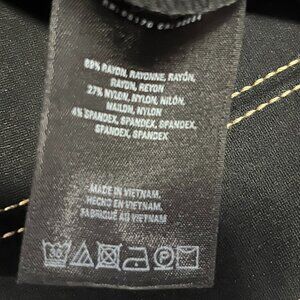 69% RAYON, RAYONNE, RAYÓN,
RAYON, REYON
27% NYLON, NYLON, NILÓN,
NAILON, NYLON
4% SPANDEX, SPANDEX, SPANDEX,
SPANDEX, SPANDEX
MADE IN VIETNAM.
HECHO EN VIETNAM.
FABRIQUÉ AU VIETNAM.
30
P